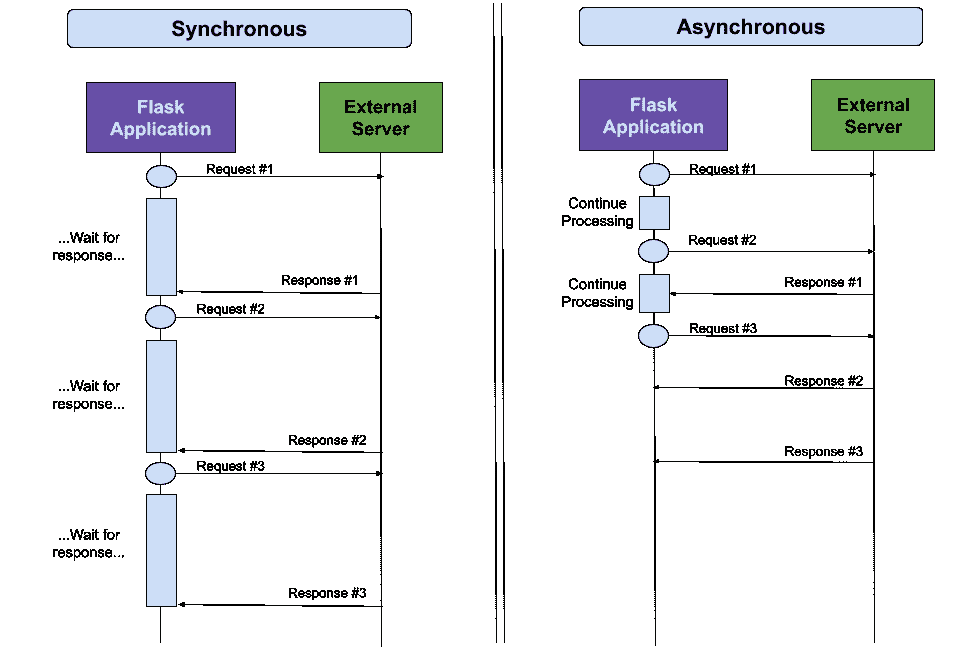 Synchronous
Flask
Application
External
Server
Request #1
...Wait for
response...
Response #1
Request #2
...Wait for
response...
Response #2
Request #3
...Wait for
response...
Response #3
Asynchronous
Flask
Application
External
Server
Request #1
Continue
Processing
Request #2
Continue
Processing
Response #1
Request #3
Response #2
Response #3